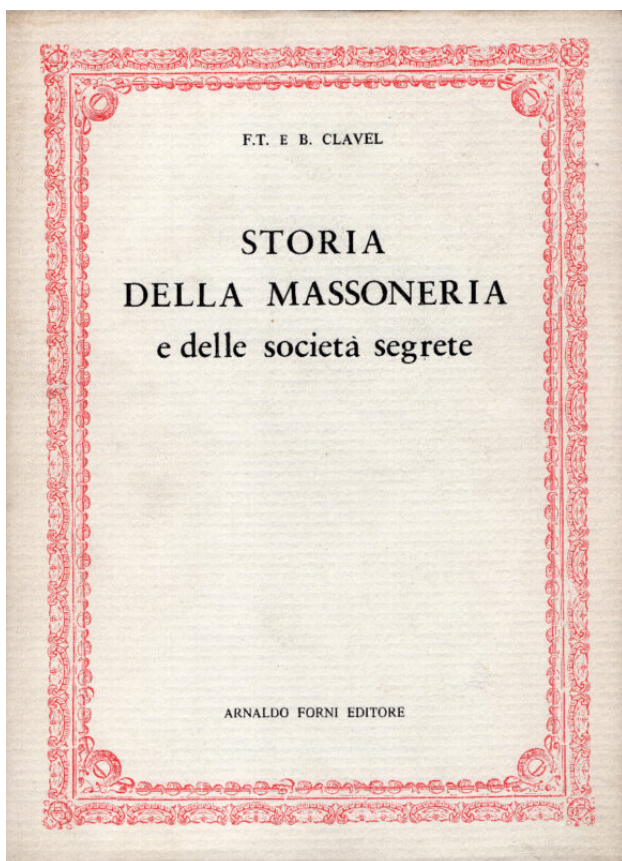 F.T. E B. CLAVEL
STORIA
DELLA MASSONERIA
e delle società segrete
ARNALDO FORNI EDITORE